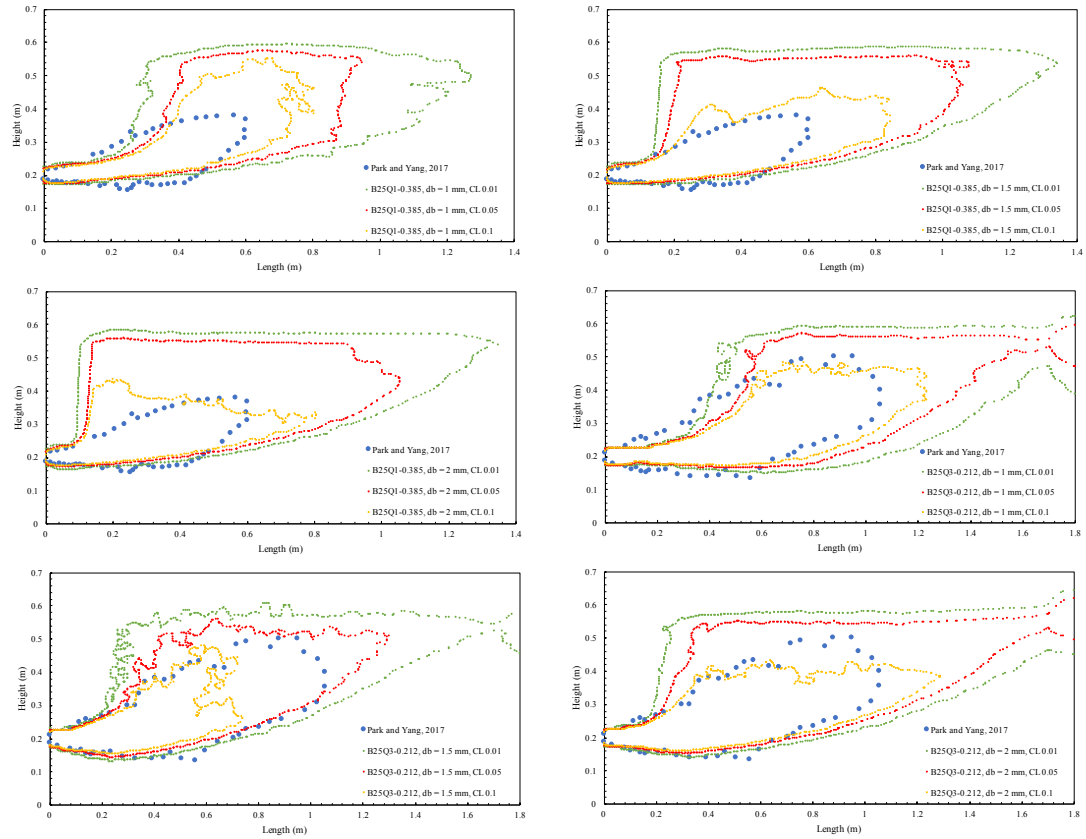 0.7
0.6
0.5
0.4
0.3
0.2
0.1
0
Height (m)
0 0.2 0.4 0.6 0.8 1 1.2 1.4
Length (m)
Park and Yang, 2017
B25Q1-0.385, db = 1 mm, CL 0.01
B25Q1-0.385, db = 1 mm, CL 0.05
B25Q1-0.385, db = 1 mm, CL 0.1
0.7
0.6
0.5
0.4
0.3
0.2
0.1
0
Height (m)
0 0.2 0.4 0.6 0.8 1 1.2 1.4
Length (m)
Park and Yang, 2017
B25Q1-0.385, db = 1.5 mm, CL 0.01
B25Q1-0.385, db = 1.5 mm, CL 0.05
B25Q1-0.385, db = 1.5 mm, CL 0.1
0.7
0.6
0.5
0.4
0.3
0.2
0.1
0
Height (m)
0 0.2 0.4 0.6 0.8 1 1.2 1.4
Length (m)
Park and Yang, 2017
B25Q1-0.385, db = 2 mm, CL 0.01
B25Q1-0.385, db = 2 mm, CL 0.05
B25Q1-0.385, db = 2 mm, CL 0.1
0.7
0.6
0.5
0.4
0.3
0.2
0.1
0
Height (m)
0 0.2 0.4 0.6 0.8 1 1.2 1.4 1.6 1.8
Length (m)
Park and Yang, 2017
B25Q3-0.212, db = 1 mm, CL 0.01
B25Q3-0.212, db = 1 mm, CL 0.05
B25Q3-0.212, db = 1 mm, CL 0.1
0.7
0.6
0.5
0.4
0.3
0.2
0.1
0
Height (m)
0 0.2 0.4 0.6 0.8 1 1.2 1.4 1.6 1.8
Length (m)
Park and Yang, 2017
B25Q3-0.212, db = 1.5 mm, CL 0.01
B25Q3-0.212, db = 1.5 mm, CL 0.05
B25Q3-0.212, db = 1.5 mm, CL 0.1
0.7
0.6
0.5
0.4
0.3
0.2
0.1
0
Height (m)
0 0.2 0.4 0.6 0.8 1 1.2 1.4 1.6 1.8
Length (m)
Park and Yang, 2017
B25Q3-0.212, db = 2 mm, CL 0.01
B25Q3-0.212, db = 2 mm, CL 0.05
B25Q3-0.212, db = 2 mm, CL 0.1